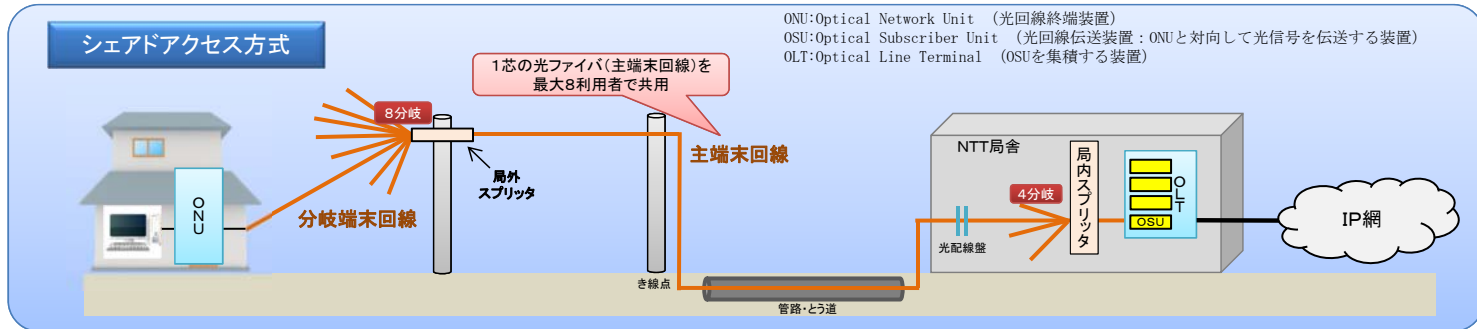 シェアドアクセス方式
ONU:Optical Network Unit （光回線終端装置）
OSU:Optical Subscriber Unit （光回線伝送装置：ONUと対向して光信号を伝送する装置）
OLT:Optical Line Terminal （OSUを集積する装置）
1芯の光ファイバ(主端末回線)を
最大8利用者で共用
8分岐
主端末回線
局外
スプリッタ
分岐端末回線
ONU
き線点
管路・とう道
NTT局舎
光配線盤
4分岐
局内スプリッタ
OLT
OSU
IP網